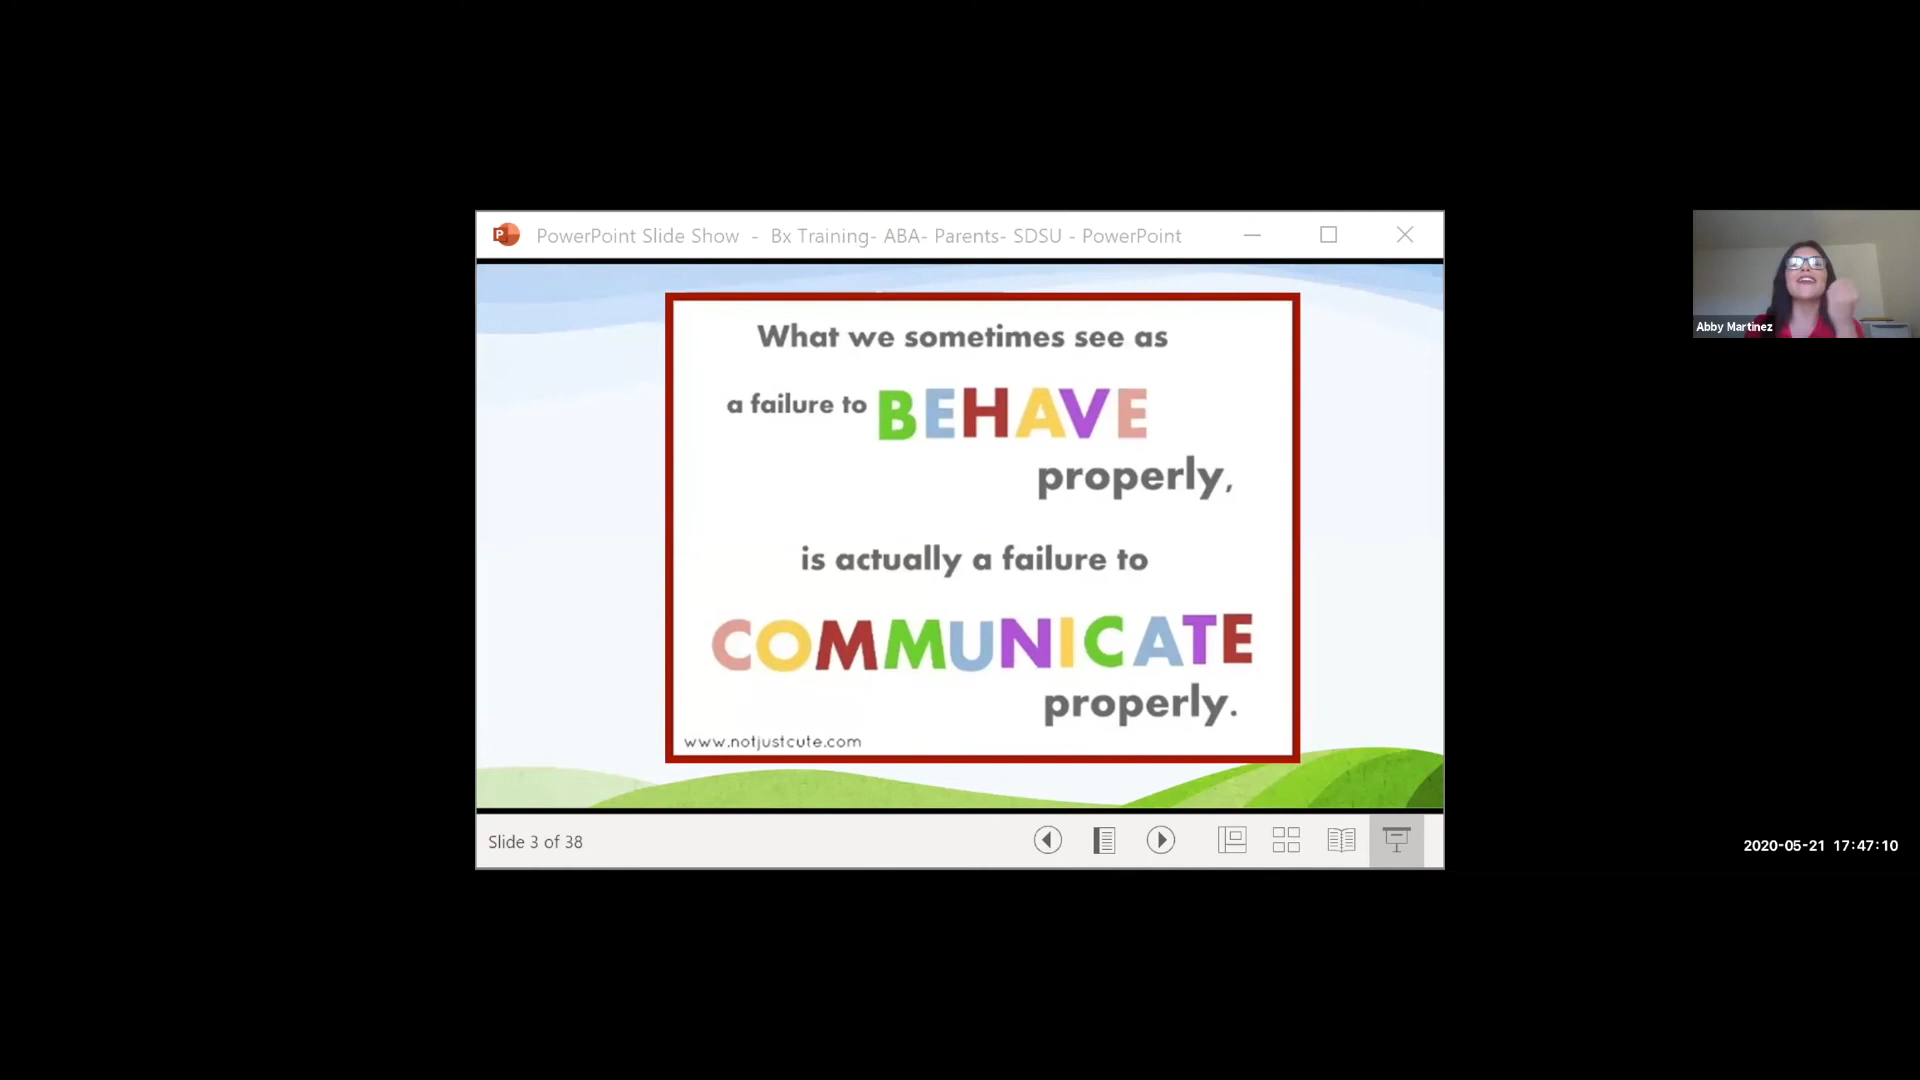 PowerPoint Slide Show - Bx Training- ABA- Parents- SDSU - PowerPoint
What we sometimes see as
a failure to BEHAVE
properly,
is actually a failure to
COMMUNICATE
properly.
www.notjustcute.com
Slide 3 of 38
Abby Martinez
2020-05-21 17:47:10